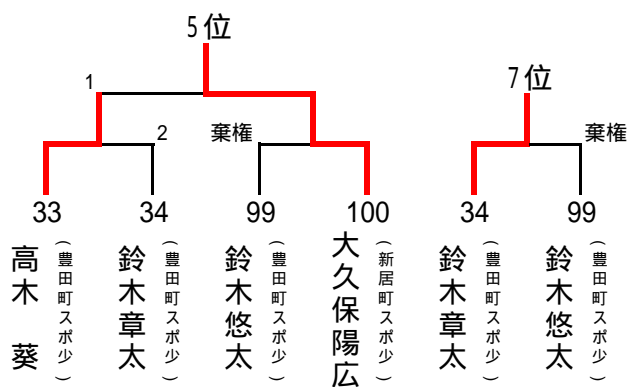 5位
7位
1
2
棄権
棄権
33
34
99
100
34
99
高木　葵
(豊田町スポ少)
鈴木章太
(豊田町スポ少)
鈴木悠太
(豊田町スポ少)
大久保陽広
(新居町スポ少)
鈴木章太
(豊田町スポ少)
鈴木悠太
(豊田町スポ少)